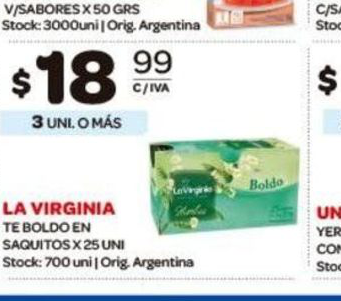 V/SABORES X 50 GRS
Stock: 3000uni | Orig. Argentina
$18 99
C/IVA
3 UNI. O MÁS
La Virginia
Boldo
LA VIRGINIA
TE BOLDO EN
SAQUITOS X 25 UNI
Stock: 700 uni | Orig. Argentina
C/S
Stoc
$
UN
YER
CON
Stoc